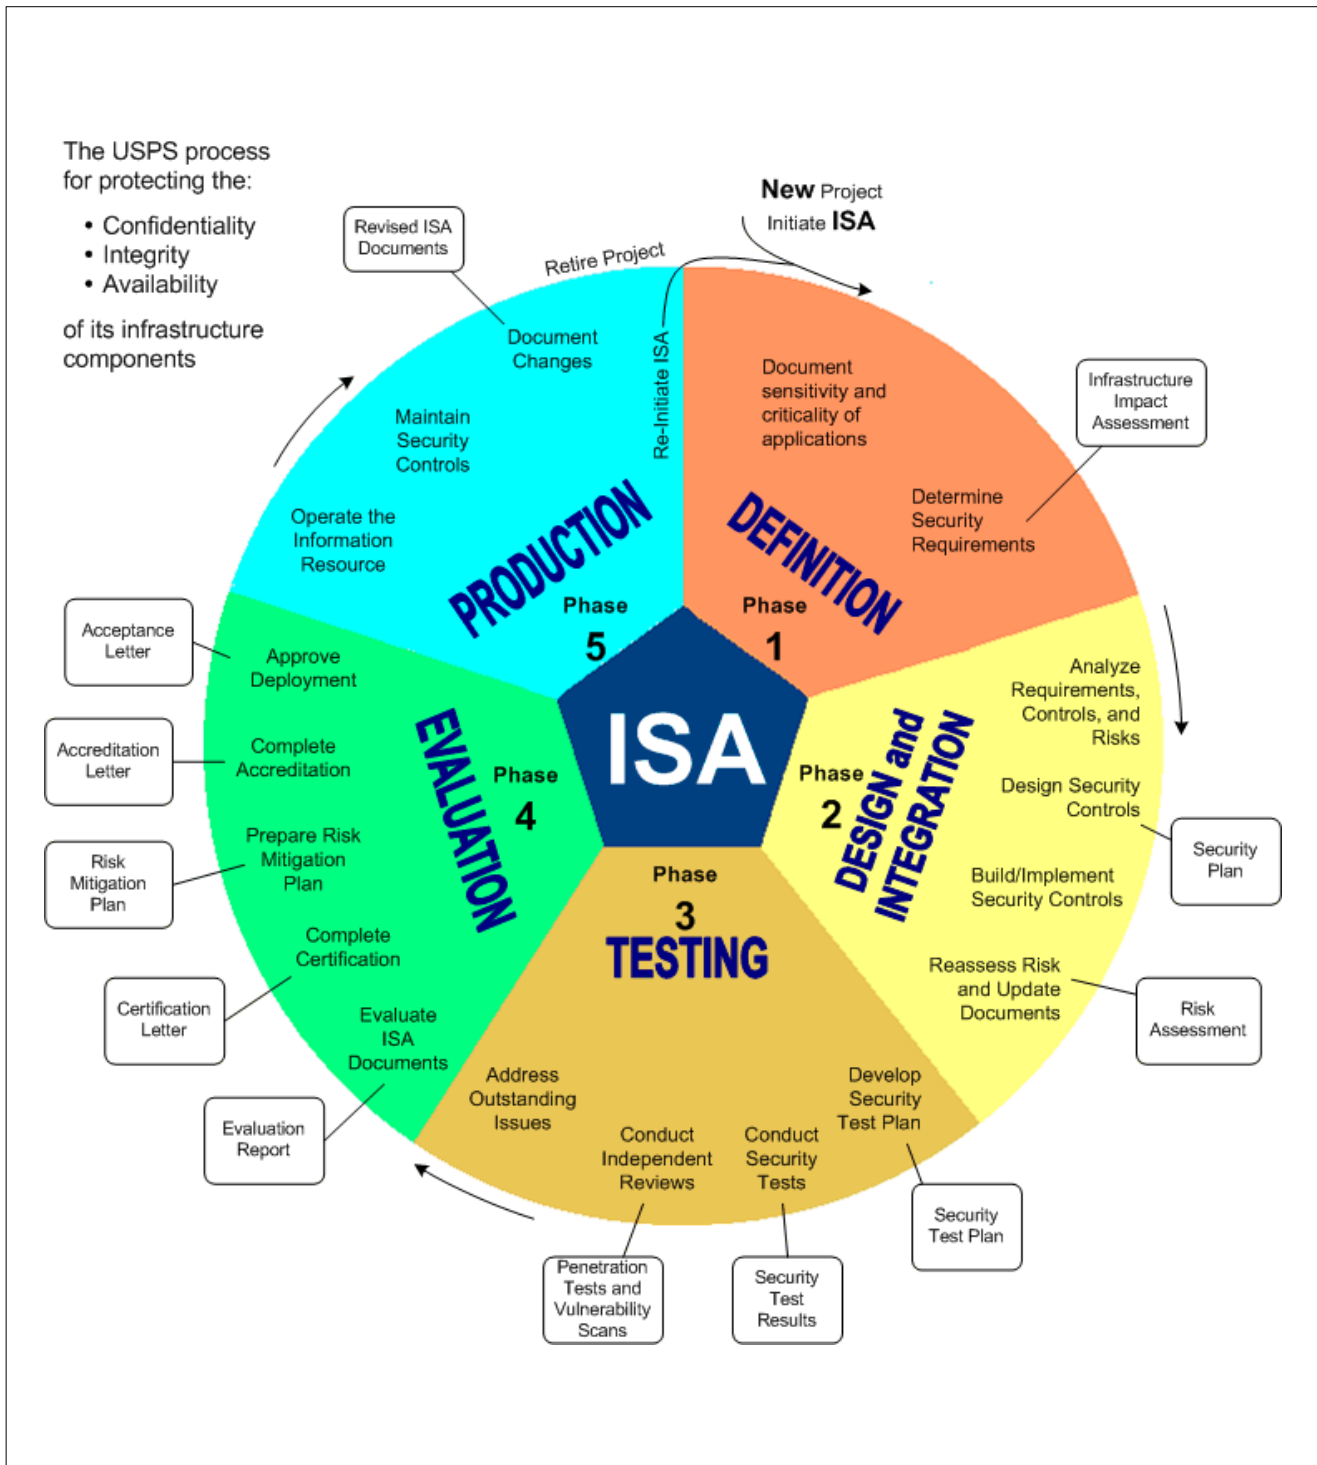 The USPS process
for protecting the:
• Confidentiality
• Integrity
• Availability
of its infrastructure
components
New Project
Initiate ISA
Retire Project
Re-Initiate ISA
Revised ISA
Documents
Document
Changes
Maintain
Security
Controls
Operate the
Information
Resource
PRODUCTION
Phase
5
Document
sensitivity and
criticality of
applications
Determine
Security
Requirements
Infrastructure
Impact
Assessment
DEFINITION
Phase
1
ISA
Analyze
Requirements,
Controls, and
Risks
Design Security
Controls
Security
Plan
Build/Implement
Security Controls
Reassess Risk
and Update
Documents
Risk
Assessment
DESIGN and
INTEGRATION
Phase
2
Phase
3
TESTING
Develop
Security
Test Plan
Security
Test Plan
Conduct
Security
Tests
Security
Test
Results
Conduct
Independent
Reviews
Penetration
Tests and
Vulnerability
Scans
Address
Outstanding
Issues
EVALUATION
Phase
4
Evaluate
ISA
Documents
Evaluation
Report
Complete
Certification
Certification
Letter
Prepare Risk
Mitigation
Plan
Risk
Mitigation
Plan
Complete
Accreditation
Accreditation
Letter
Approve
Deployment
Acceptance
Letter